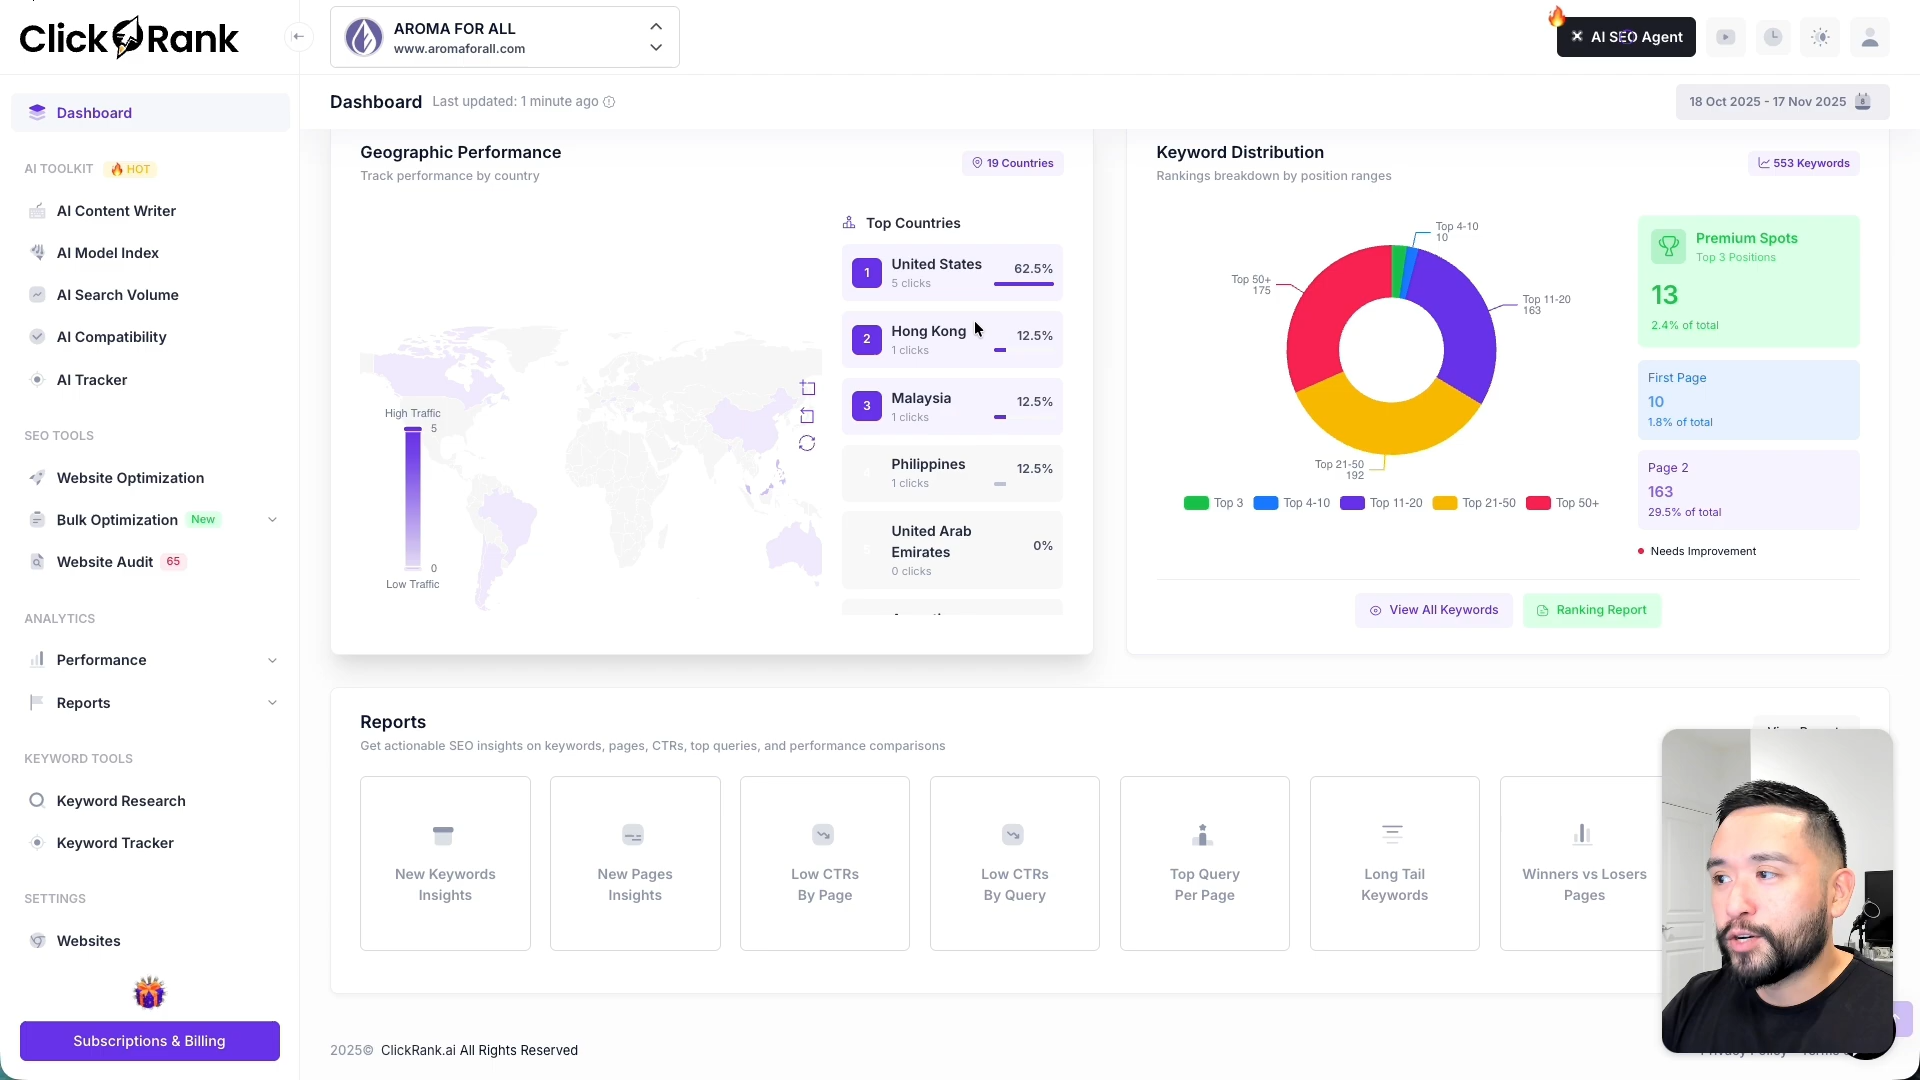 ClickRank
AROMA FOR ALL
www.aromaforall.com
AI SEO Agent
Dashboard
Last updated: 1 minute ago
18 Oct 2025 - 17 Nov 2025
Dashboard
AI TOOLKIT
HOT
AI Content Writer
AI Model Index
AI Search Volume
AI Compatibility
AI Tracker
SEO TOOLS
Website Optimization
Bulk Optimization
New
Website Audit
65
ANALYTICS
Performance
Reports
KEYWORD TOOLS
Keyword Research
Keyword Tracker
SETTINGS
Websites
Subscriptions & Billing
Geographic Performance
Track performance by country
19 Countries
High Traffic
5
0
Low Traffic
Top Countries
1
United States
5 clicks
62.5%
2
Hong Kong
1 clicks
12.5%
3
Malaysia
1 clicks
12.5%
4
Philippines
1 clicks
12.5%
5
United Arab
Emirates
0 clicks
0%
Keyword Distribution
Rankings breakdown by position ranges
553 Keywords
Top 4-10
10
Top 50+
175
Top 11-20
163
Top 21-50
192
Top 3
Top 4-10
Top 11-20
Top 21-50
Top 50+
Premium Spots
Top 3 Positions
13
2.4% of total
First Page
10
1.8% of total
Page 2
163
29.5% of total
Needs Improvement
View All Keywords
Ranking Report
Reports
Get actionable SEO insights on keywords, pages, CTRs, top queries, and performance comparisons
New Keywords
Insights
New Pages
Insights
Low CTRs
By Page
Low CTRs
By Query
Top Query
Per Page
Long Tail
Keywords
Winners vs Losers
Pages
2025© ClickRank.ai All Rights Reserved